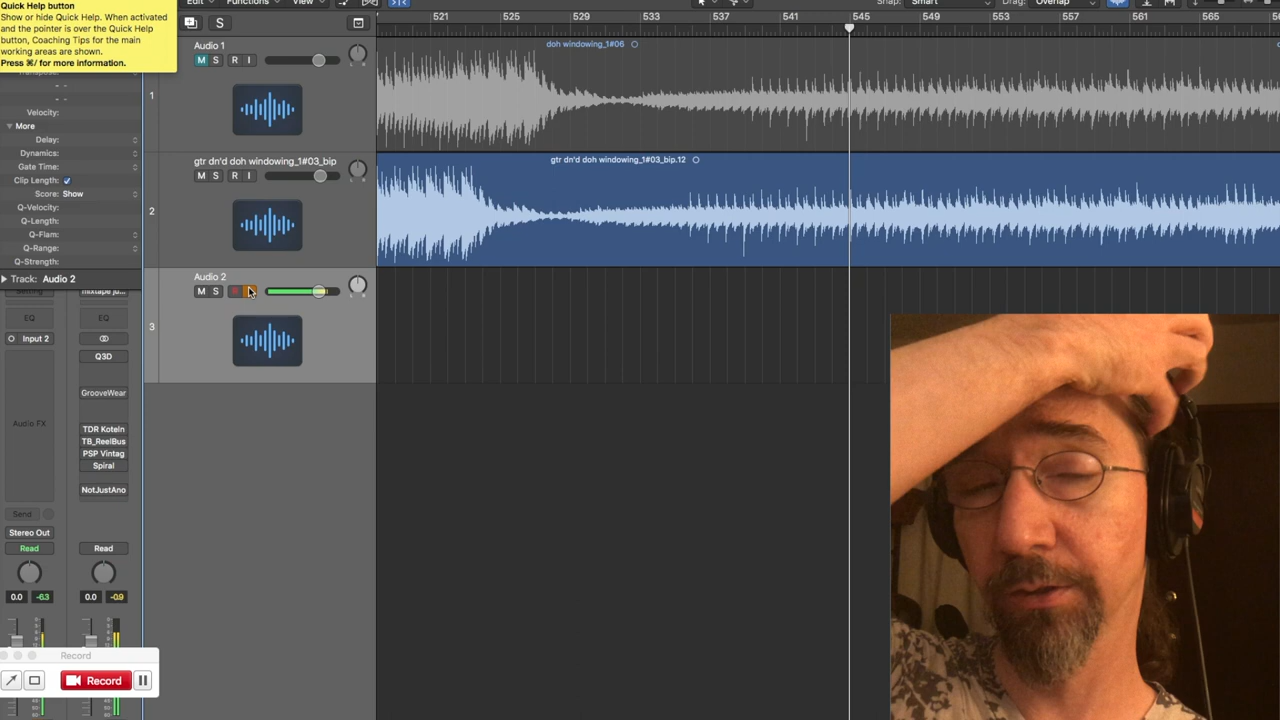 Quick Help button
Show or hide Quick Help. When activated
and the pointer is over the Quick Help
button, Coaching Tips for the main
working areas are shown.
Press ⌘/ for more information.
Edit Functions View Snap: Smart Drag: Overlap
521 525 529 533 537 541 545 549 553 557 561 565
S
Audio 1
M S R I
doh windowing_1#06
1
- -
- -
Velocity:
More
Delay:
Dynamics:
Gate Time:
Clip Length:
Score: Show
Q-Velocity:
Q-Length:
Q-Flam:
Q-Range:
Q-Strength:
gtr dn'd doh windowing_1#03_bip
M S R I
gtr dn'd doh windowing_1#03_bip.12
2
Track: Audio 2
Audio 2
M S R
3
EQ EQ
Input 2
Q3D
GrooveWear
Audio FX
TDR Koteln
TB_ReelBus
PSP Vintag
Spiral
NotJustAno
Send
Stereo Out
Read Read
0.0 -6.3 0.0 -0.9
Record
Record